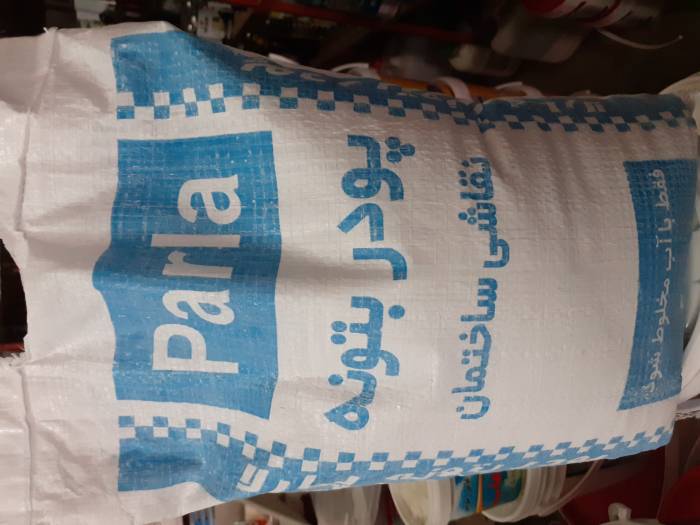 Parla
پودر بتونه
نقاشی ساختمان
فقط با آب مخلوط شود